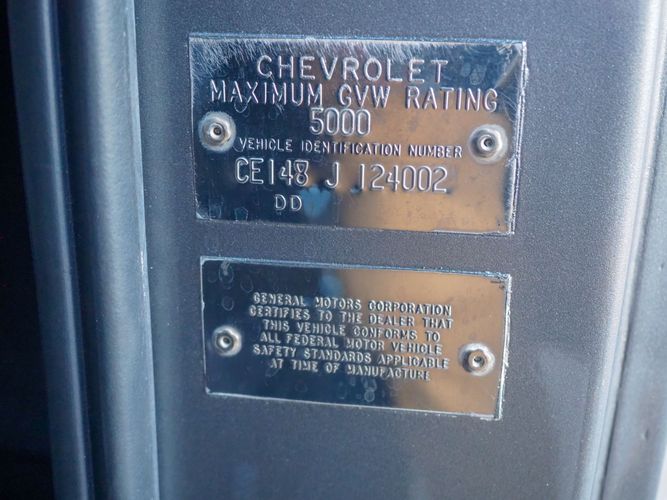 CHEVROLET
MAXIMUM GVW RATING
5000
VEHICLE IDENTIFICATION NUMBER
CE148 J 124002
DD
GENERAL MOTORS CORPORATION
CERTIFIES TO THE DEALER THAT
THIS VEHICLE CONFORMS TO
ALL FEDERAL MOTOR VEHICLE
SAFETY STANDARDS APPLICABLE
AT TIME OF MANUFACTURE